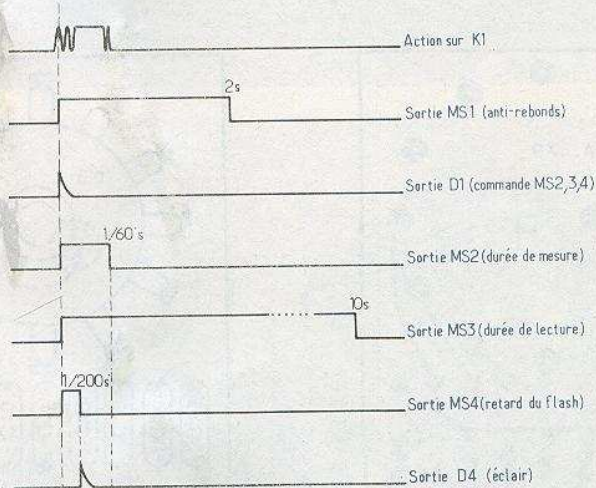 Action sur K1
2s
Sortie MS1 (anti-rebonds)
Sortie D1 (commande MS2,3,4)
1/60 s
Sortie MS2 (durée de mesure)
10s
Sortie MS3 (durée de lecture)
1/200s
Sortie MS4 (retard du flash)
Sortie D4 (éclair)